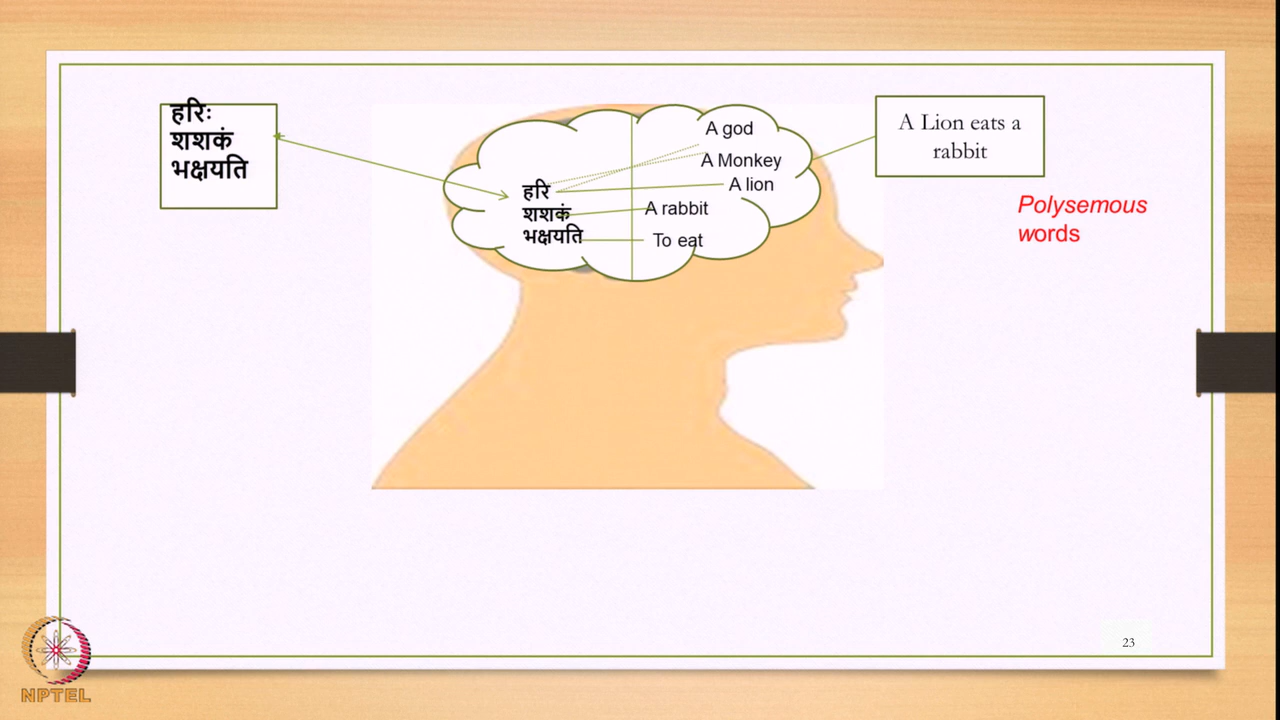 हरिः
शशकं
भक्षयति
हरि
शशकं
भक्षयति
A god
A Monkey
A lion
A rabbit
To eat
A Lion eats a
rabbit
Polysemous
words
23
NPTEL